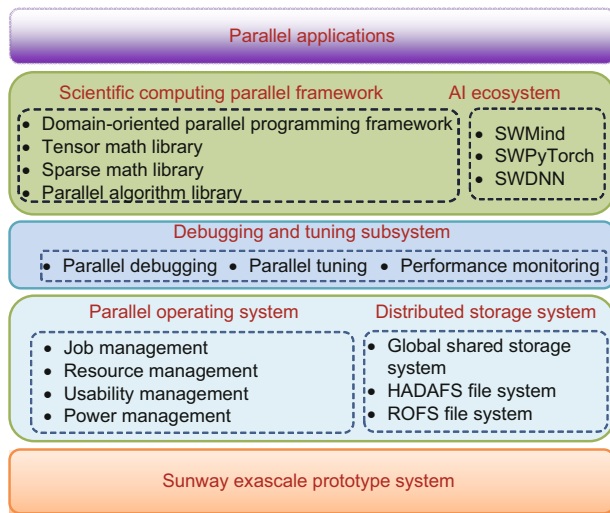 Parallel applications
Scientific computing parallel framework
AI ecosystem
• Domain-oriented parallel programming framework
• Tensor math library
• Sparse math library
• Parallel algorithm library
• SWMind
• SWPyTorch
• SWDNN
Debugging and tuning subsystem
• Parallel debugging • Parallel tuning • Performance monitoring
Parallel operating system
• Job management
• Resource management
• Usability management
• Power management
Distributed storage system
• Global shared storage
system
• HADAFS file system
• ROFS file system
Sunway exascale prototype system